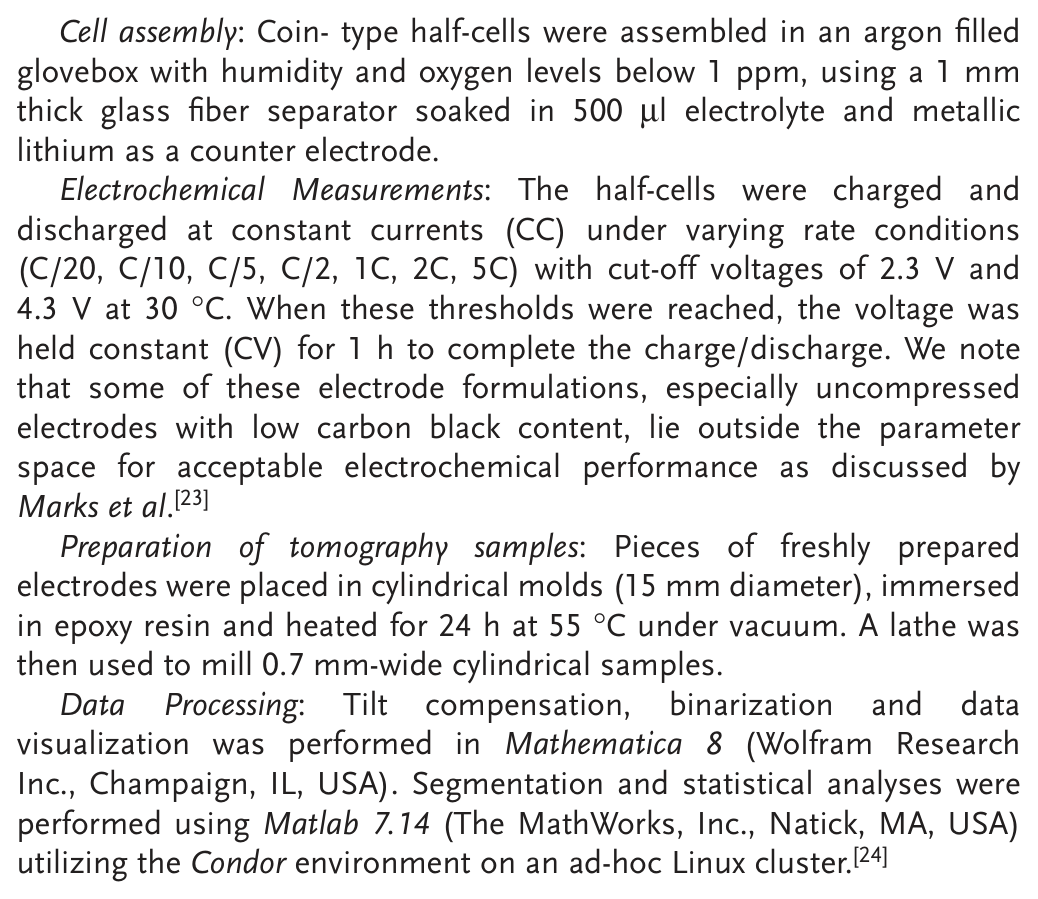 Cell assembly: Coin- type half-cells were assembled in an argon filled
glovebox with humidity and oxygen levels below 1 ppm, using a 1 mm
thick glass fiber separator soaked in 500 μl electrolyte and metallic
lithium as a counter electrode.
Electrochemical Measurements: The half-cells were charged and
discharged at constant currents (CC) under varying rate conditions
(C/20, C/10, C/5, C/2, 1C, 2C, 5C) with cut-off voltages of 2.3 V and
4.3 V at 30 °C. When these thresholds were reached, the voltage was
held constant (CV) for 1 h to complete the charge/discharge. We note
that some of these electrode formulations, especially uncompressed
electrodes with low carbon black content, lie outside the parameter
space for acceptable electrochemical performance as discussed by
Marks et al.[23]
Preparation of tomography samples: Pieces of freshly prepared
electrodes were placed in cylindrical molds (15 mm diameter), immersed
in epoxy resin and heated for 24 h at 55 °C under vacuum. A lathe was
then used to mill 0.7 mm-wide cylindrical samples.
Data Processing: Tilt compensation, binarization and data
visualization was performed in Mathematica 8 (Wolfram Research
Inc., Champaign, IL, USA). Segmentation and statistical analyses were
performed using Matlab 7.14 (The MathWorks, Inc., Natick, MA, USA)
utilizing the Condor environment on an ad-hoc Linux cluster.[24]